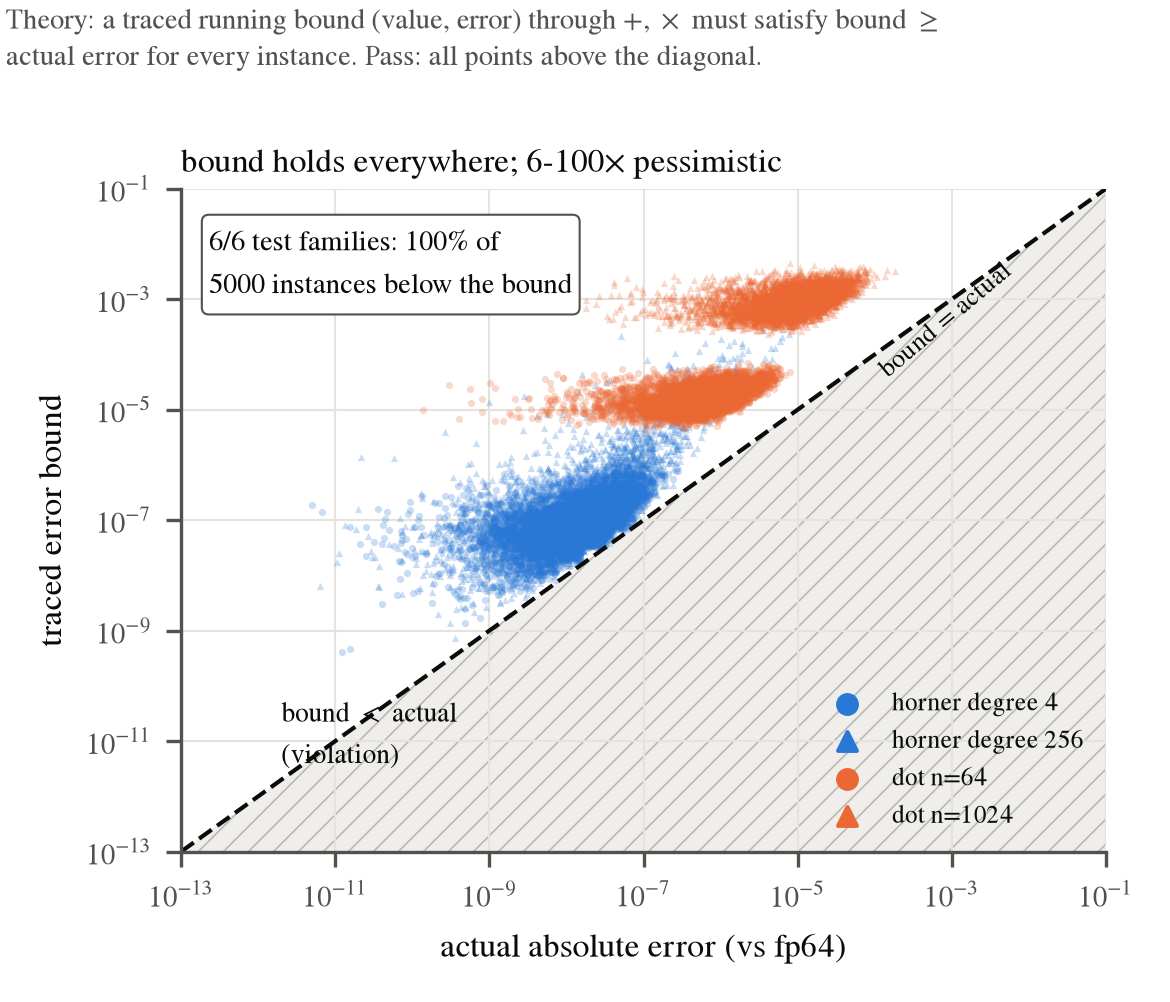 Theory: a traced running bound (value, error) through +, × must satisfy bound ≥
actual error for every instance. Pass: all points above the diagonal.
bound holds everywhere; 6-100× pessimistic
6/6 test families: 100% of
5000 instances below the bound
bound = actual
bound < actual
(violation)
horner degree 4
horner degree 256
dot n=64
dot n=1024
traced error bound
10⁻¹
10⁻³
10⁻⁵
10⁻⁷
10⁻⁹
10⁻¹¹
10⁻¹³
10⁻¹³
10⁻¹¹
10⁻⁹
10⁻⁷
10⁻⁵
10⁻³
10⁻¹
actual absolute error (vs fp64)